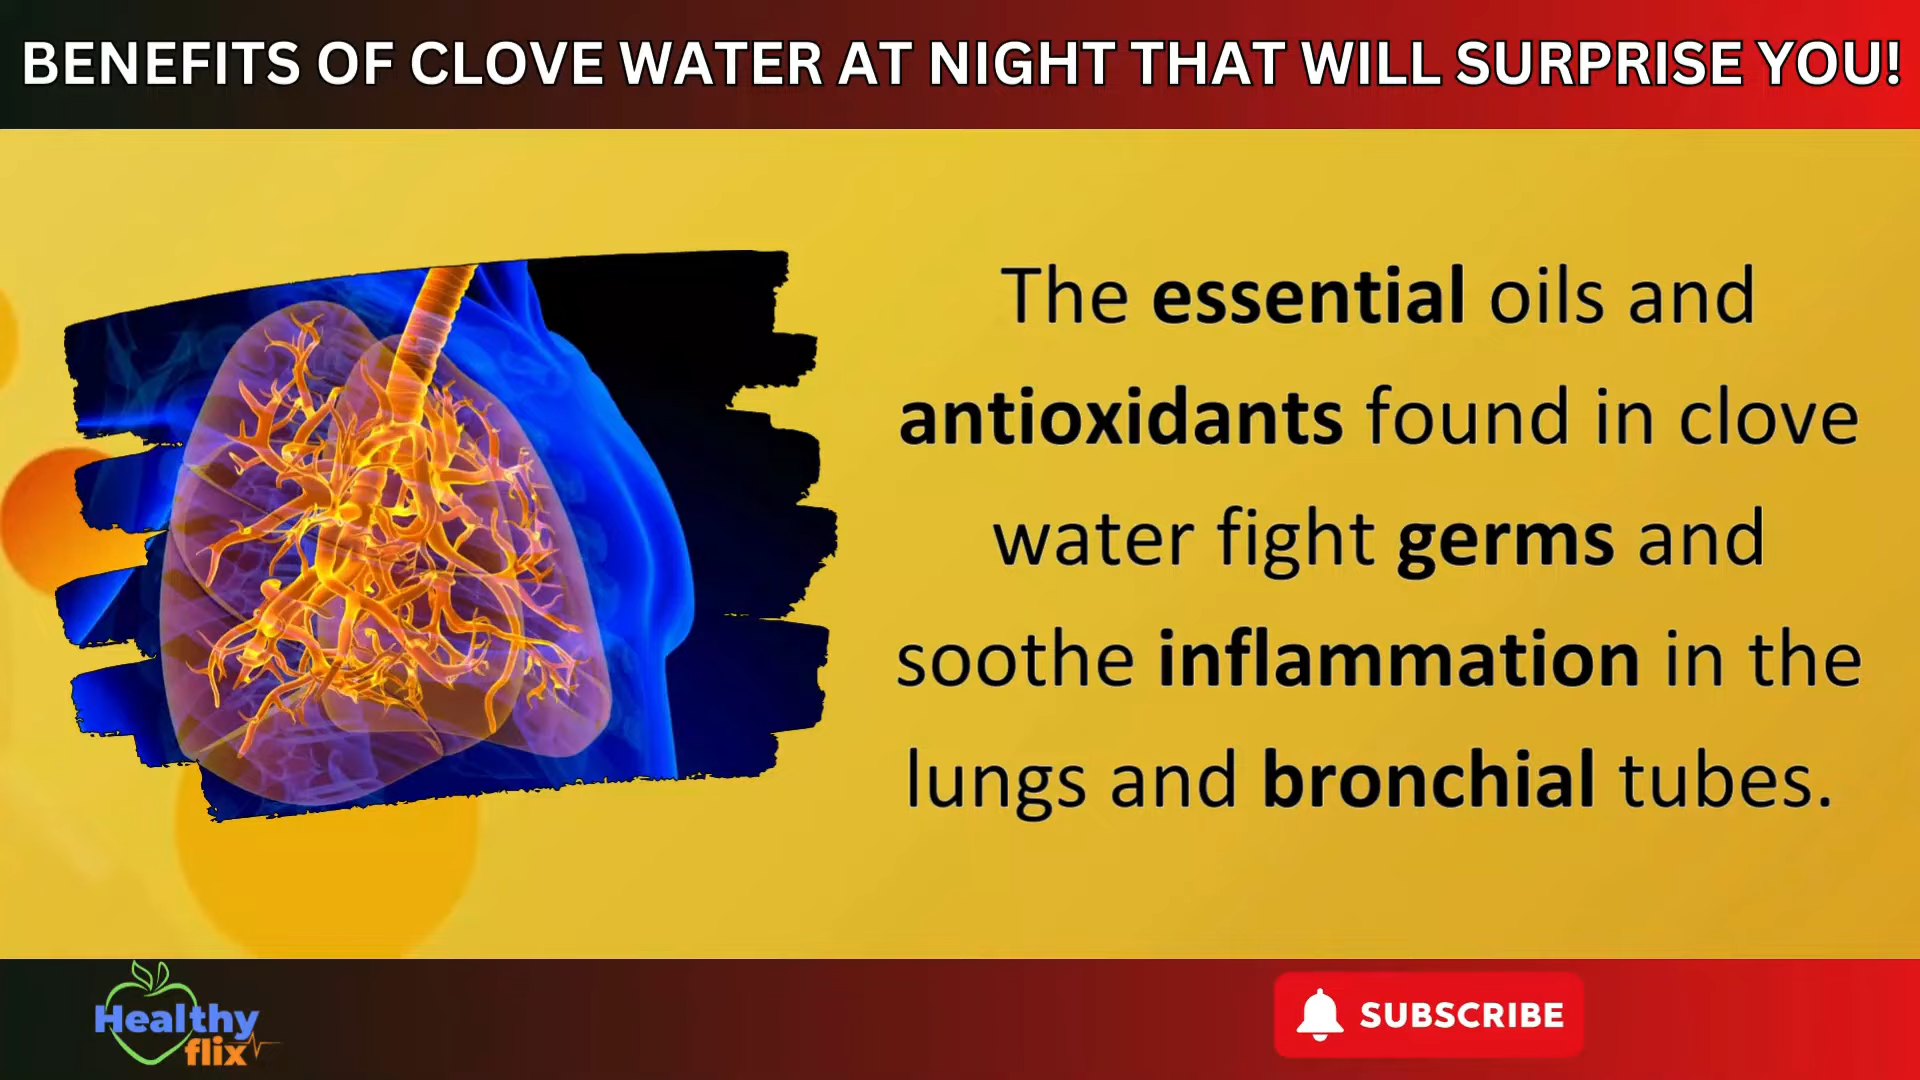 BENEFITS OF CLOVE WATER AT NIGHT THAT WILL SURPRISE YOU!
The essential oils and
antioxidants found in clove
water fight germs and
soothe inflammation in the
lungs and bronchial tubes.
Healthy
flix
SUBSCRIBE